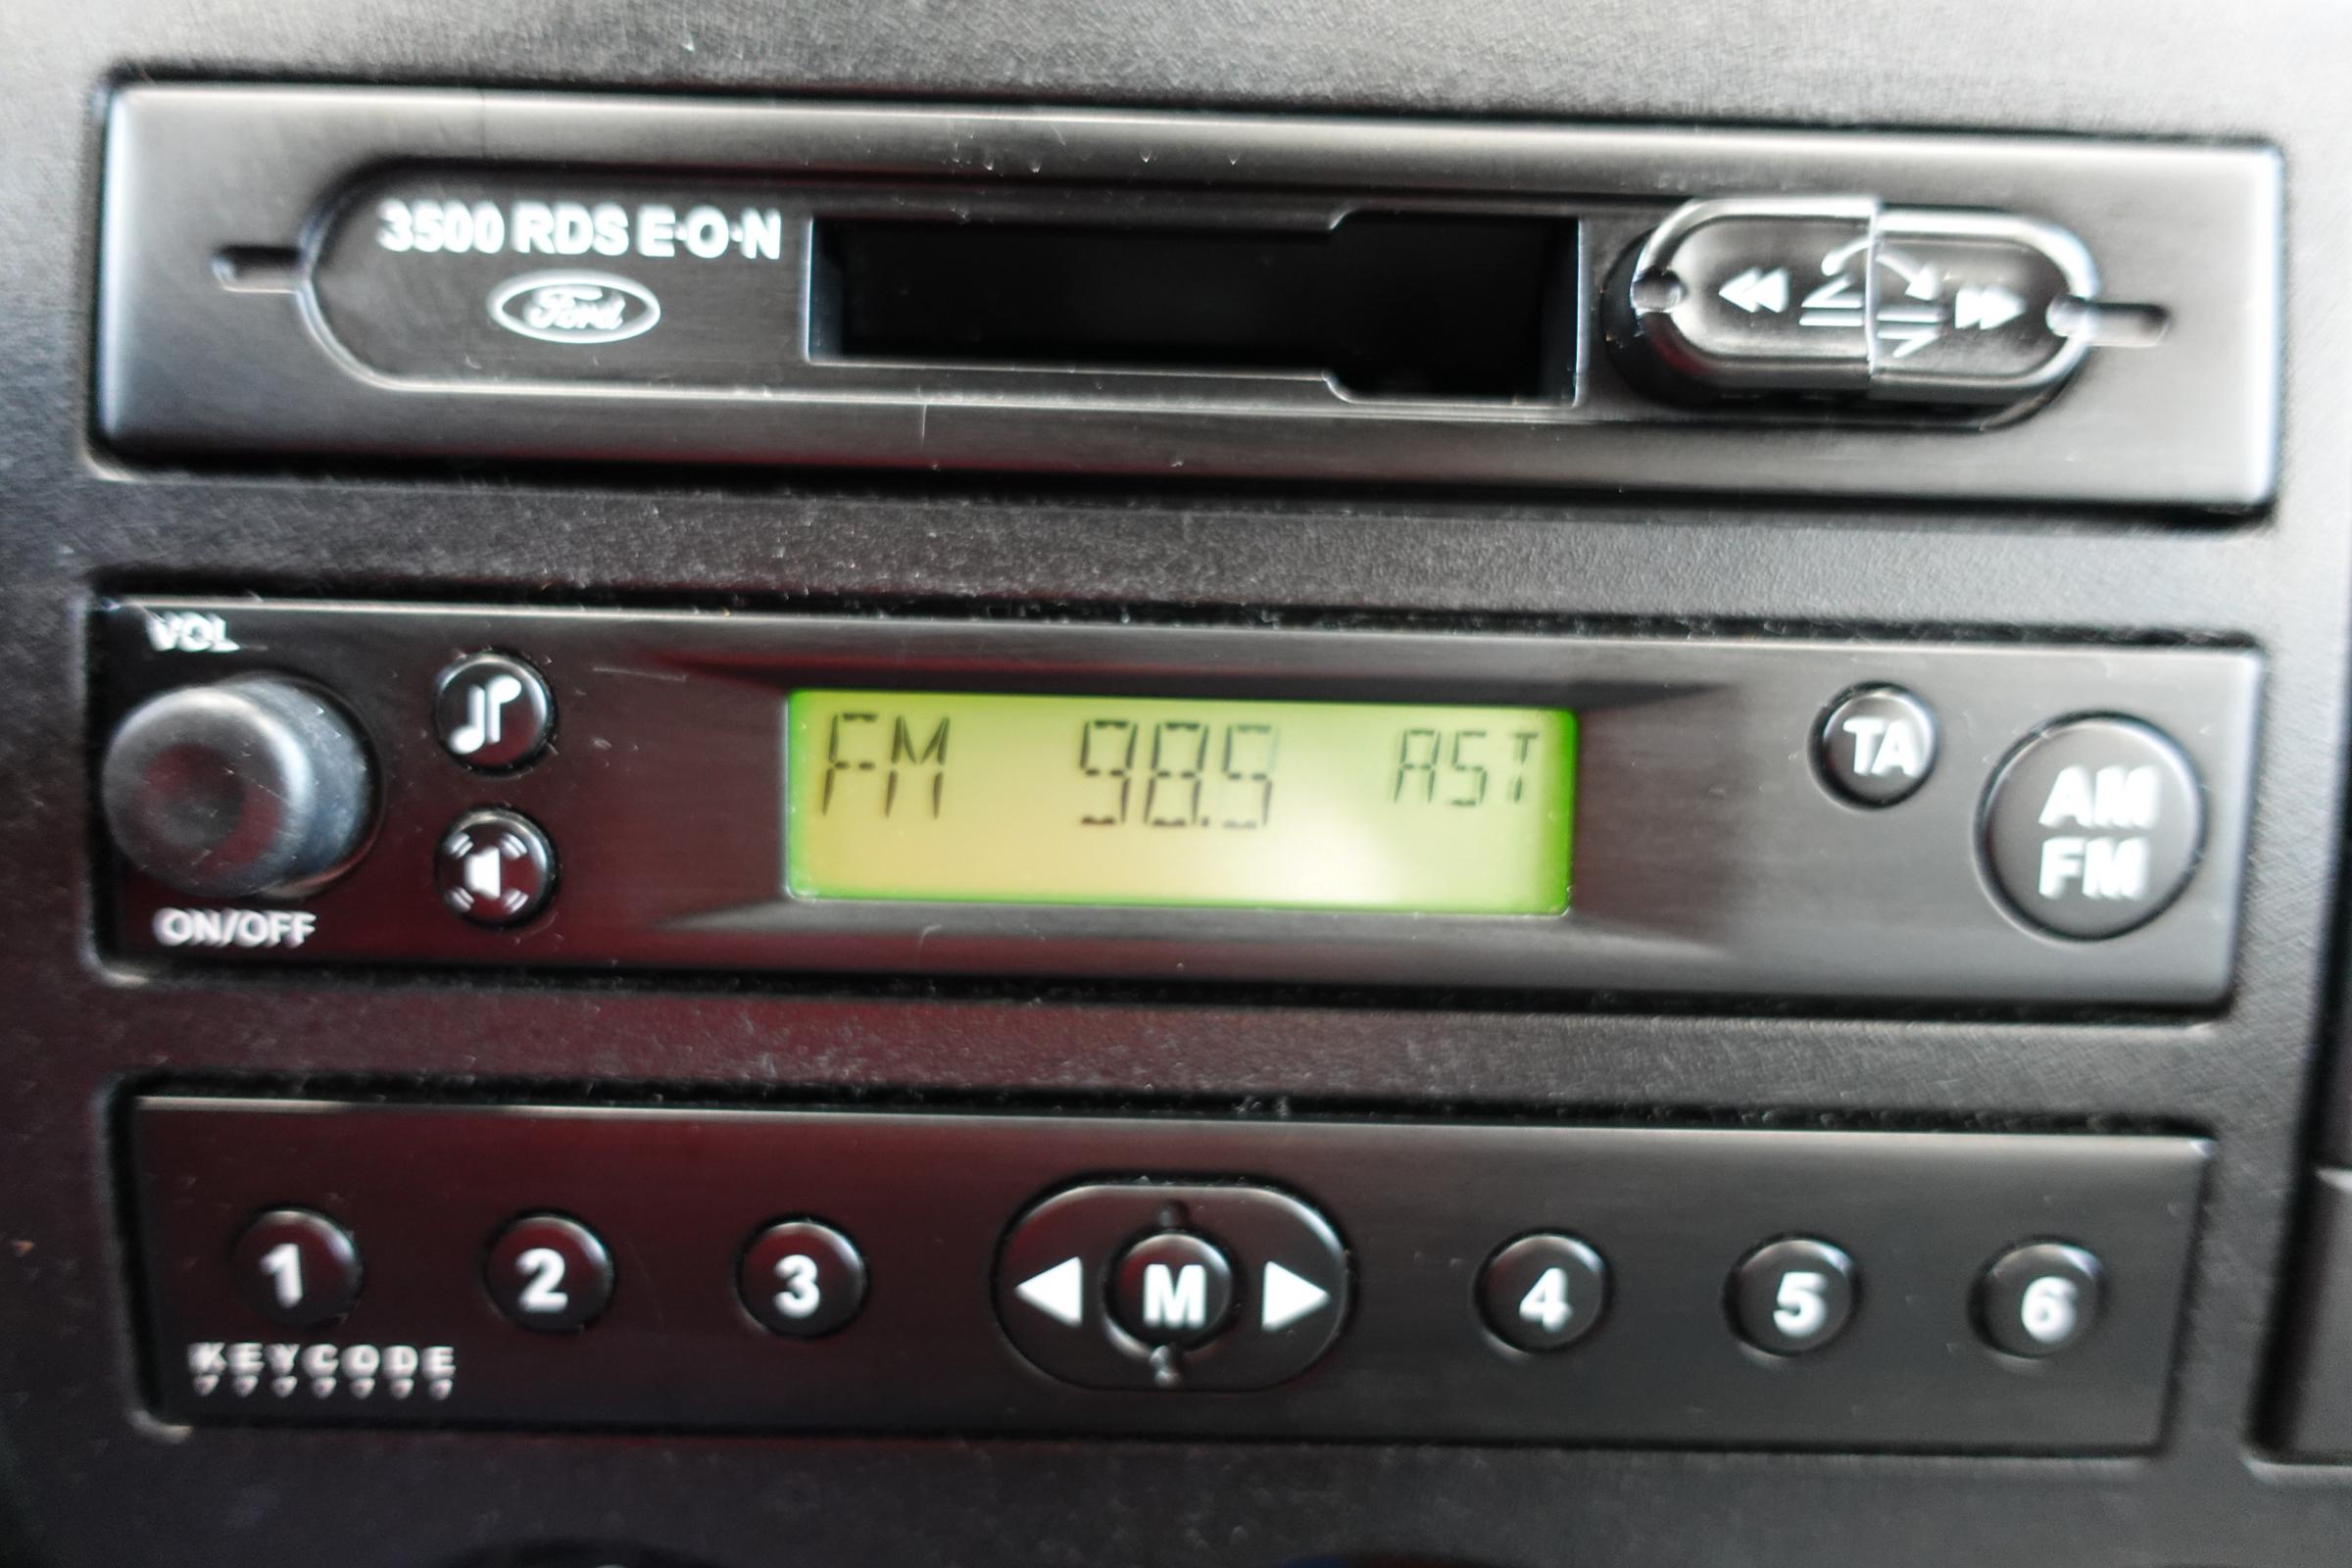 3500 RDS E·O·N
Ford
VOL
FM 98.5 AST
TA
AM
FM
ON/OFF
1 2 3 M 4 5 6
KEYCODE